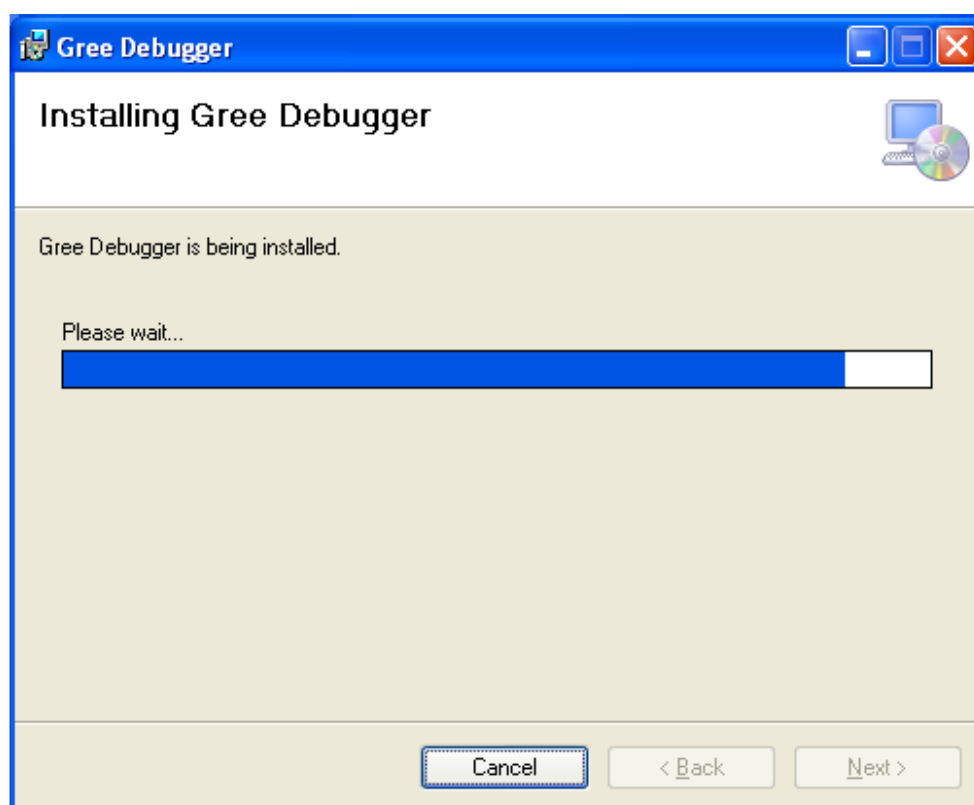 Gree Debugger
Installing Gree Debugger
Gree Debugger is being installed.
Please wait...
Cancel
< Back
Next >